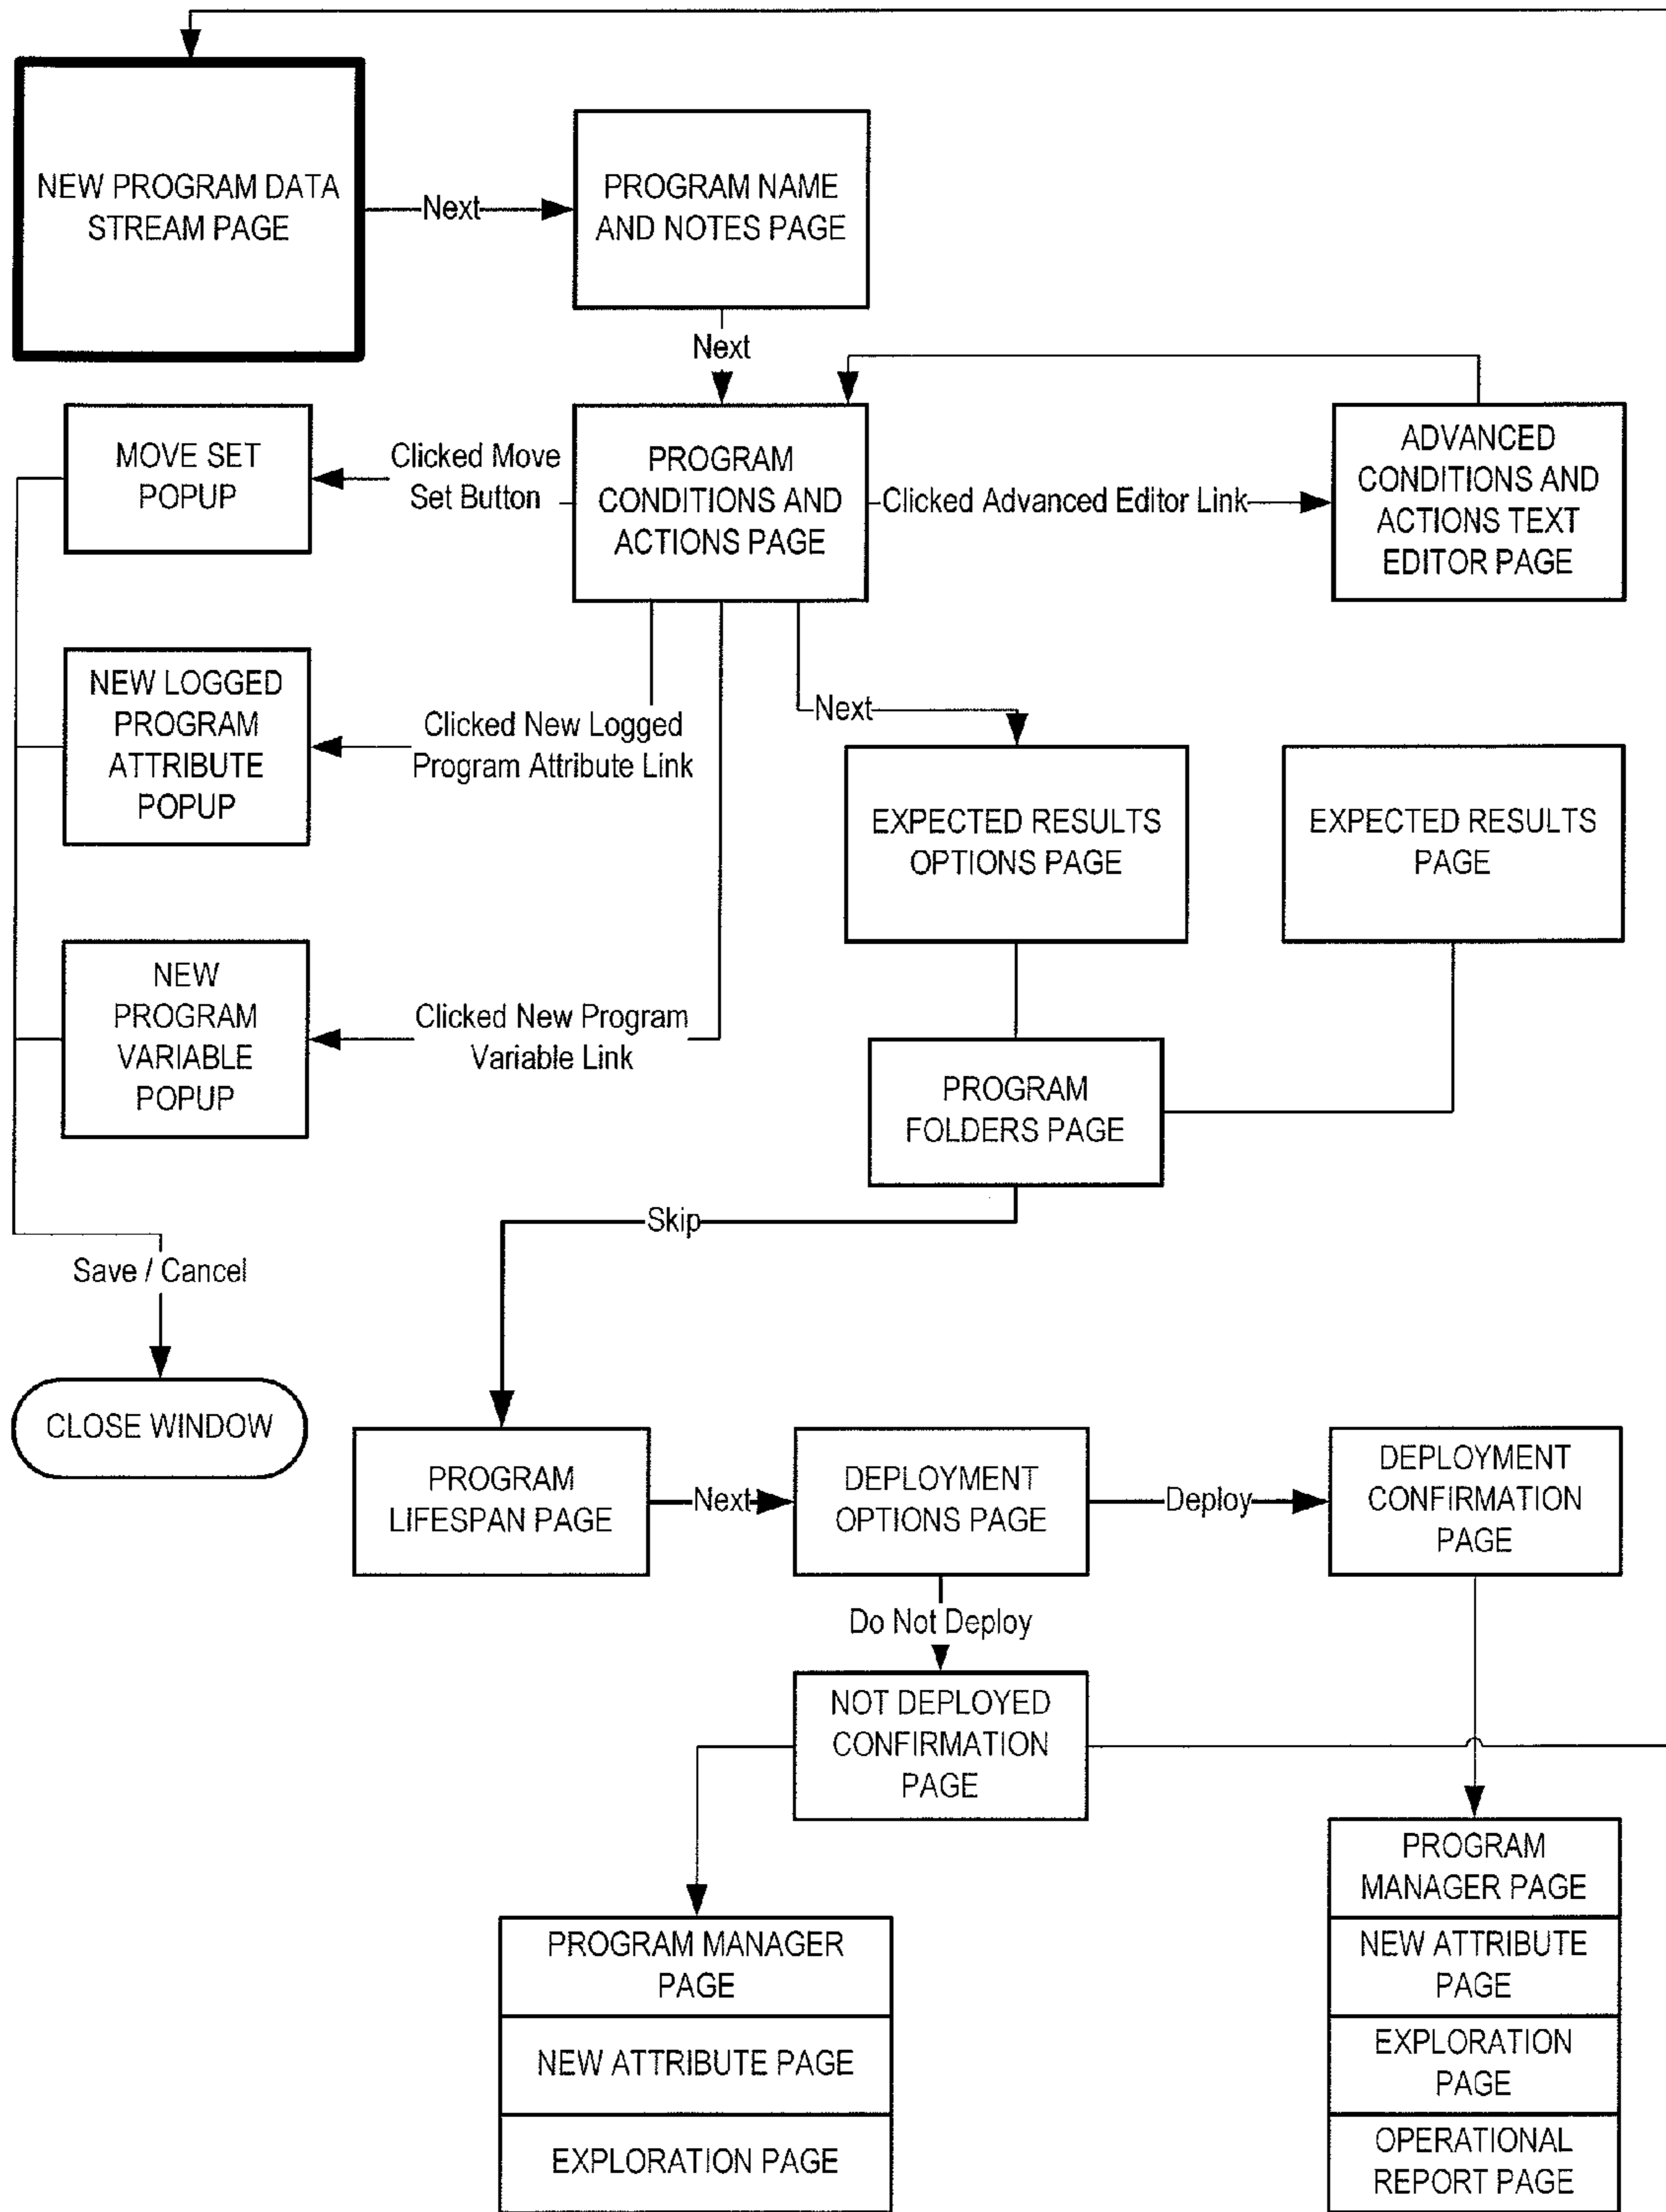 NEW PROGRAM DATA
STREAM PAGE
Next
PROGRAM NAME
AND NOTES PAGE
Next
MOVE SET
POPUP
Clicked Move
Set Button
PROGRAM
CONDITIONS AND
ACTIONS PAGE
Clicked Advanced Editor Link
ADVANCED
CONDITIONS AND
ACTIONS TEXT
EDITOR PAGE
NEW LOGGED
PROGRAM
ATTRIBUTE
POPUP
Clicked New Logged
Program Attribute Link
Next
EXPECTED RESULTS
OPTIONS PAGE
EXPECTED RESULTS
PAGE
NEW
PROGRAM
VARIABLE
POPUP
Clicked New Program
Variable Link
PROGRAM
FOLDERS PAGE
Skip
Save / Cancel
CLOSE WINDOW
PROGRAM
LIFESPAN PAGE
Next
DEPLOYMENT
OPTIONS PAGE
Deploy
DEPLOYMENT
CONFIRMATION
PAGE
Do Not Deploy
NOT DEPLOYED
CONFIRMATION
PAGE
PROGRAM MANAGER
PAGE
NEW ATTRIBUTE PAGE
EXPLORATION PAGE
PROGRAM
MANAGER PAGE
NEW ATTRIBUTE
PAGE
EXPLORATION
PAGE
OPERATIONAL
REPORT PAGE